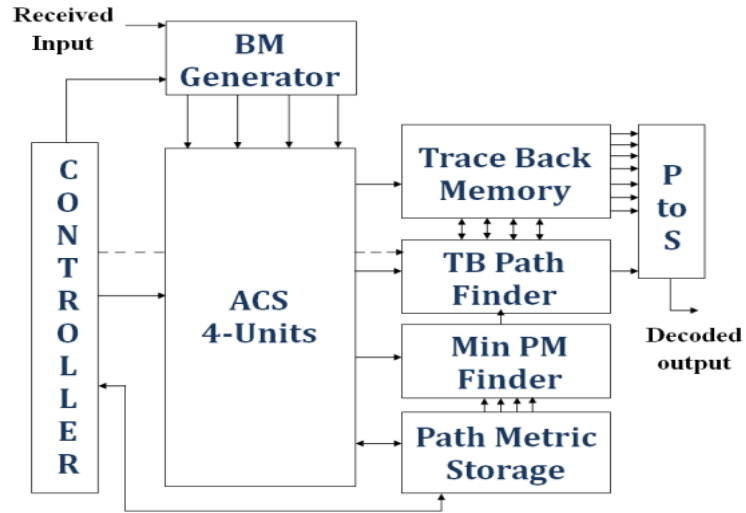 Received
Input
BM
Generator
CONTROLLER
ACS
4-Units
Trace Back
Memory
TB Path
Finder
Min PM
Finder
Path Metric
Storage
P
to
S
Decoded
output